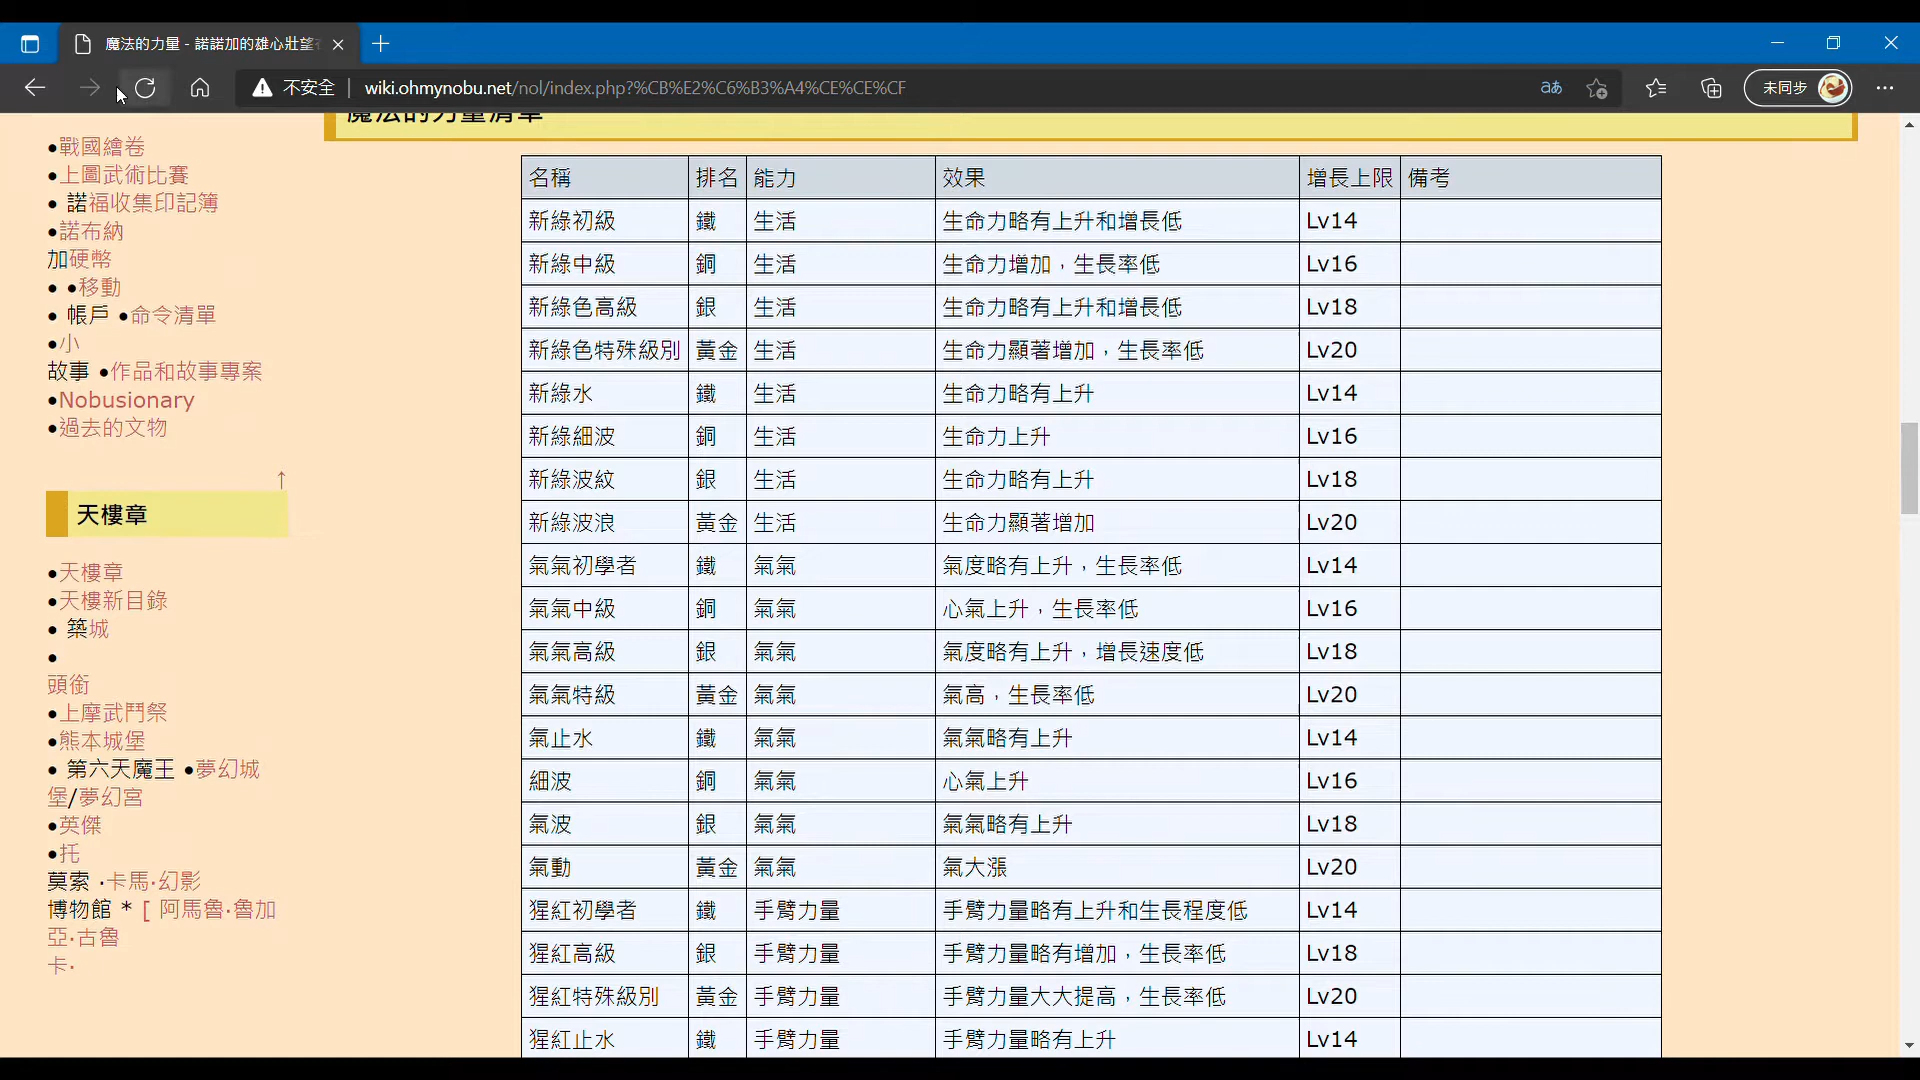 魔法的力量 - 諾諾加的雄心壯望
不安全 wiki.ohmynobu.net/nol/index.php?%CB%E2%C6%B3%A4%CE%CE%CF aあ 未同步
魔法的力量清單
●戰國繪卷
●上圖武術比賽
● 諾福收集印記簿
●諾布納
加硬幣
● ●移動
● 帳戶 ●命令清單
●小
故事 ●作品和故事專案
●Nobusionary
●過去的文物
↑
天樓章
●天樓章
●天樓新目錄
● 築城
●
頭銜
●上摩武鬥祭
●熊本城堡
● 第六天魔王 ●夢幻城
堡/夢幻宮
●英傑
●托
莫索 ·卡馬·幻影
博物館 * [ 阿馬魯·魯加
亞·古魯
卡·
名稱 排名 能力 效果 增長上限 備考
新綠初級 鐵 生活 生命力略有上升和增長低 Lv14
新綠中級 銅 生活 生命力增加，生長率低 Lv16
新綠色高級 銀 生活 生命力略有上升和增長低 Lv18
新綠色特殊級別 黃金 生活 生命力顯著增加，生長率低 Lv20
新綠水 鐵 生活 生命力略有上升 Lv14
新綠細波 銅 生活 生命力上升 Lv16
新綠波紋 銀 生活 生命力略有上升 Lv18
新綠波浪 黃金 生活 生命力顯著增加 Lv20
氣氣初學者 鐵 氣氣 氣度略有上升，生長率低 Lv14
氣氣中級 銅 氣氣 心氣上升，生長率低 Lv16
氣氣高級 銀 氣氣 氣度略有上升，增長速度低 Lv18
氣氣特級 黃金 氣氣 氣高，生長率低 Lv20
氣止水 鐵 氣氣 氣氣略有上升 Lv14
細波 銅 氣氣 心氣上升 Lv16
氣波 銀 氣氣 氣氣略有上升 Lv18
氣動 黃金 氣氣 氣大漲 Lv20
猩紅初學者 鐵 手臂力量 手臂力量略有上升和生長程度低 Lv14
猩紅高級 銀 手臂力量 手臂力量略有增加，生長率低 Lv18
猩紅特殊級別 黃金 手臂力量 手臂力量大大提高，生長率低 Lv20
猩紅止水 鐵 手臂力量 手臂力量略有上升 Lv14